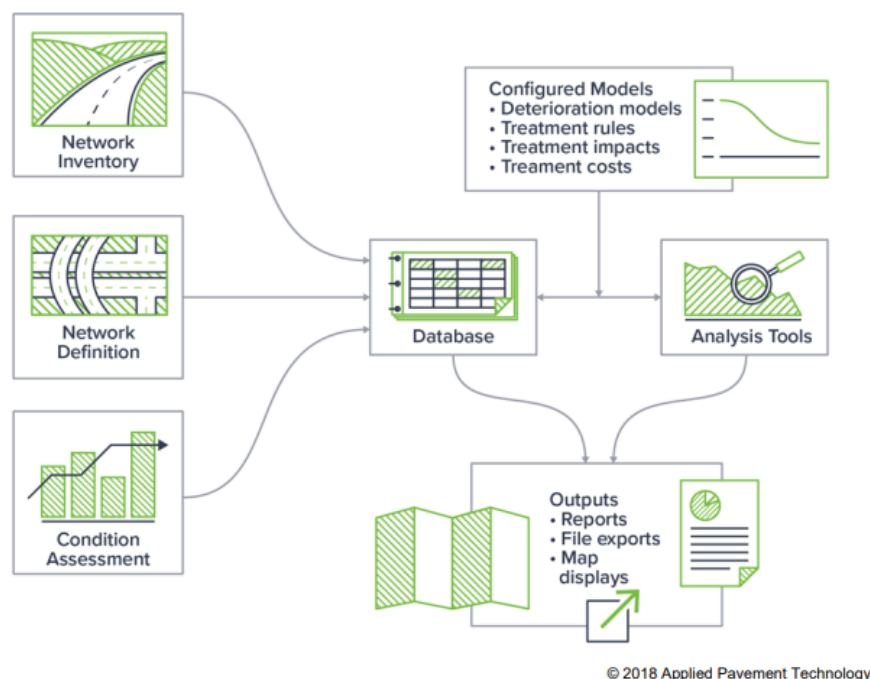 Network
Inventory
Configured Models
• Deterioration models
• Treatment rules
• Treatment impacts
• Treament costs
Network
Definition
Database
Analysis Tools
Condition
Assessment
Outputs
• Reports
• File exports
• Map
displays
© 2018 Applied Pavement Technology